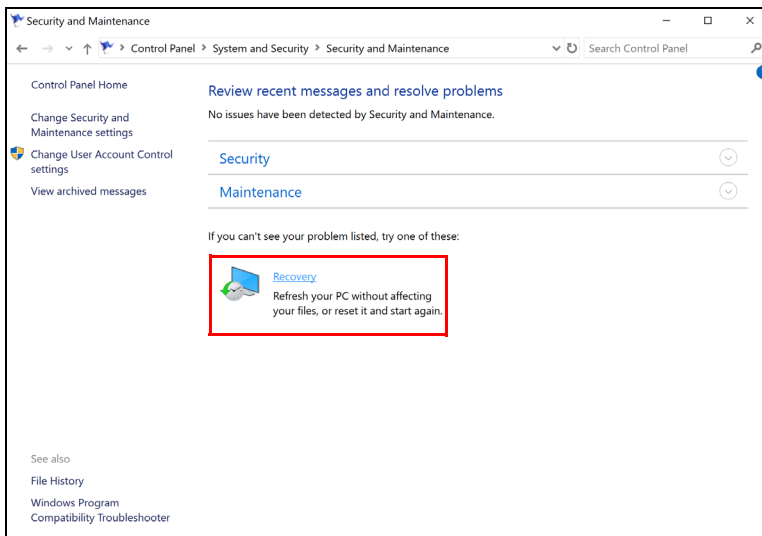 Security and Maintenance
Control Panel > System and Security > Security and Maintenance
Search Control Panel
Control Panel Home
Change Security and
Maintenance settings
Change User Account Control
settings
View archived messages
Review recent messages and resolve problems
No issues have been detected by Security and Maintenance.
Security
Maintenance
If you can't see your problem listed, try one of these:
Recovery
Refresh your PC without affecting
your files, or reset it and start again.
See also
File History
Windows Program
Compatibility Troubleshooter